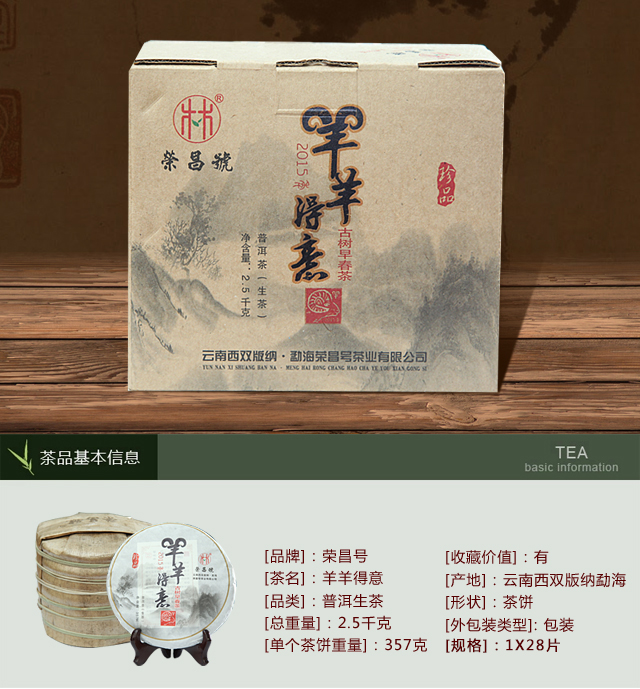 林®
榮昌號
羊羊得意
2015年
古树早春茶
珍品
普洱茶（生茶）
净含量：2.5千克
云南西双版纳·勐海荣昌号茶业有限公司
YUN NAN XI SHUANG BAN NA · MENG HAI RONG CHANG HAO CHA YE YOU XIAN GONG SI
茶品基本信息
TEA
basic information
林
榮昌號
羊羊得意
[品牌]：荣昌号
[茶名]：羊羊得意
[品类]：普洱生茶
[总重量]：2.5千克
[单个茶饼重量]：357克
[收藏价值]：有
[产地]：云南西双版纳勐海
[形状]：茶饼
[外包装类型]：包装
[规格]：1X28片